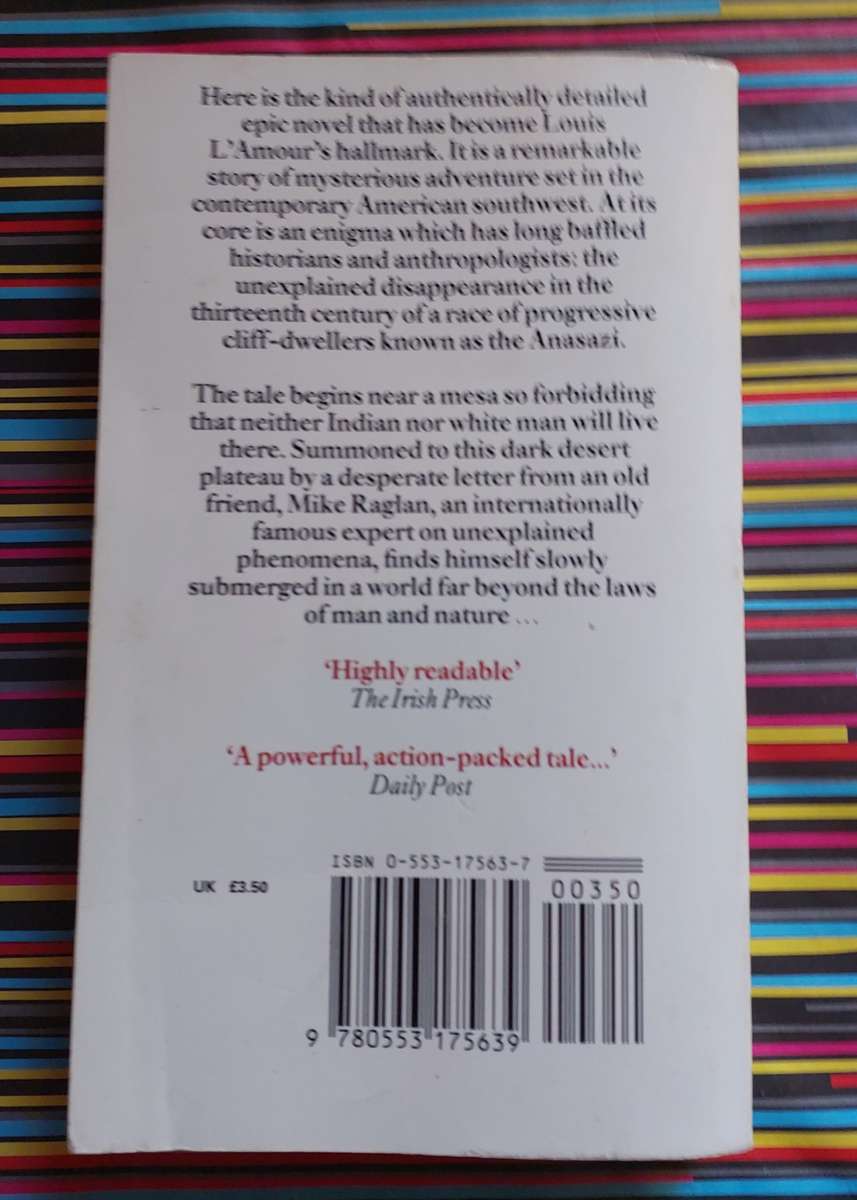 Here is the kind of authentically detailed
epic novel that has become Louis
L'Amour's hallmark. It is a remarkable
story of mysterious adventure set in the
contemporary American southwest. At its
core is an enigma which has long baffled
historians and anthropologists: the
unexplained disappearance in the
thirteenth century of a race of progressive
cliff-dwellers known as the Anasazi.
The tale begins near a mesa so forbidding
that neither Indian nor white man will live
there. Summoned to this dark desert
plateau by a desperate letter from an old
friend, Mike Raglan, an internationally
famous expert on unexplained
phenomena, finds himself slowly
submerged in a world far beyond the laws
of man and nature ...
‘Highly readable’
The Irish Press
‘A powerful, action-packed tale...’
Daily Post
ISBN 0-553-17563-7
UK £3.50
00350
9 780553 175639